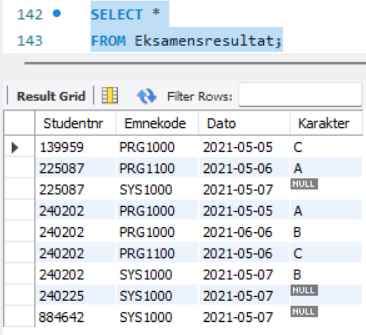 142 SELECT *
143 FROM Eksamensresultat;
Result Grid Filter Rows:
Studentnr Emnekode Dato Karakter
139959 PRG1000 2021-05-05 C
225087 PRG1100 2021-05-06 A
225087 SYS1000 2021-05-07 NULL
240202 PRG1000 2021-05-05 A
240202 PRG1000 2021-06-06 B
240202 PRG1100 2021-05-06 C
240202 SYS1000 2021-05-07 B
240225 SYS1000 2021-05-07 NULL
884642 SYS1000 2021-05-07 NULL